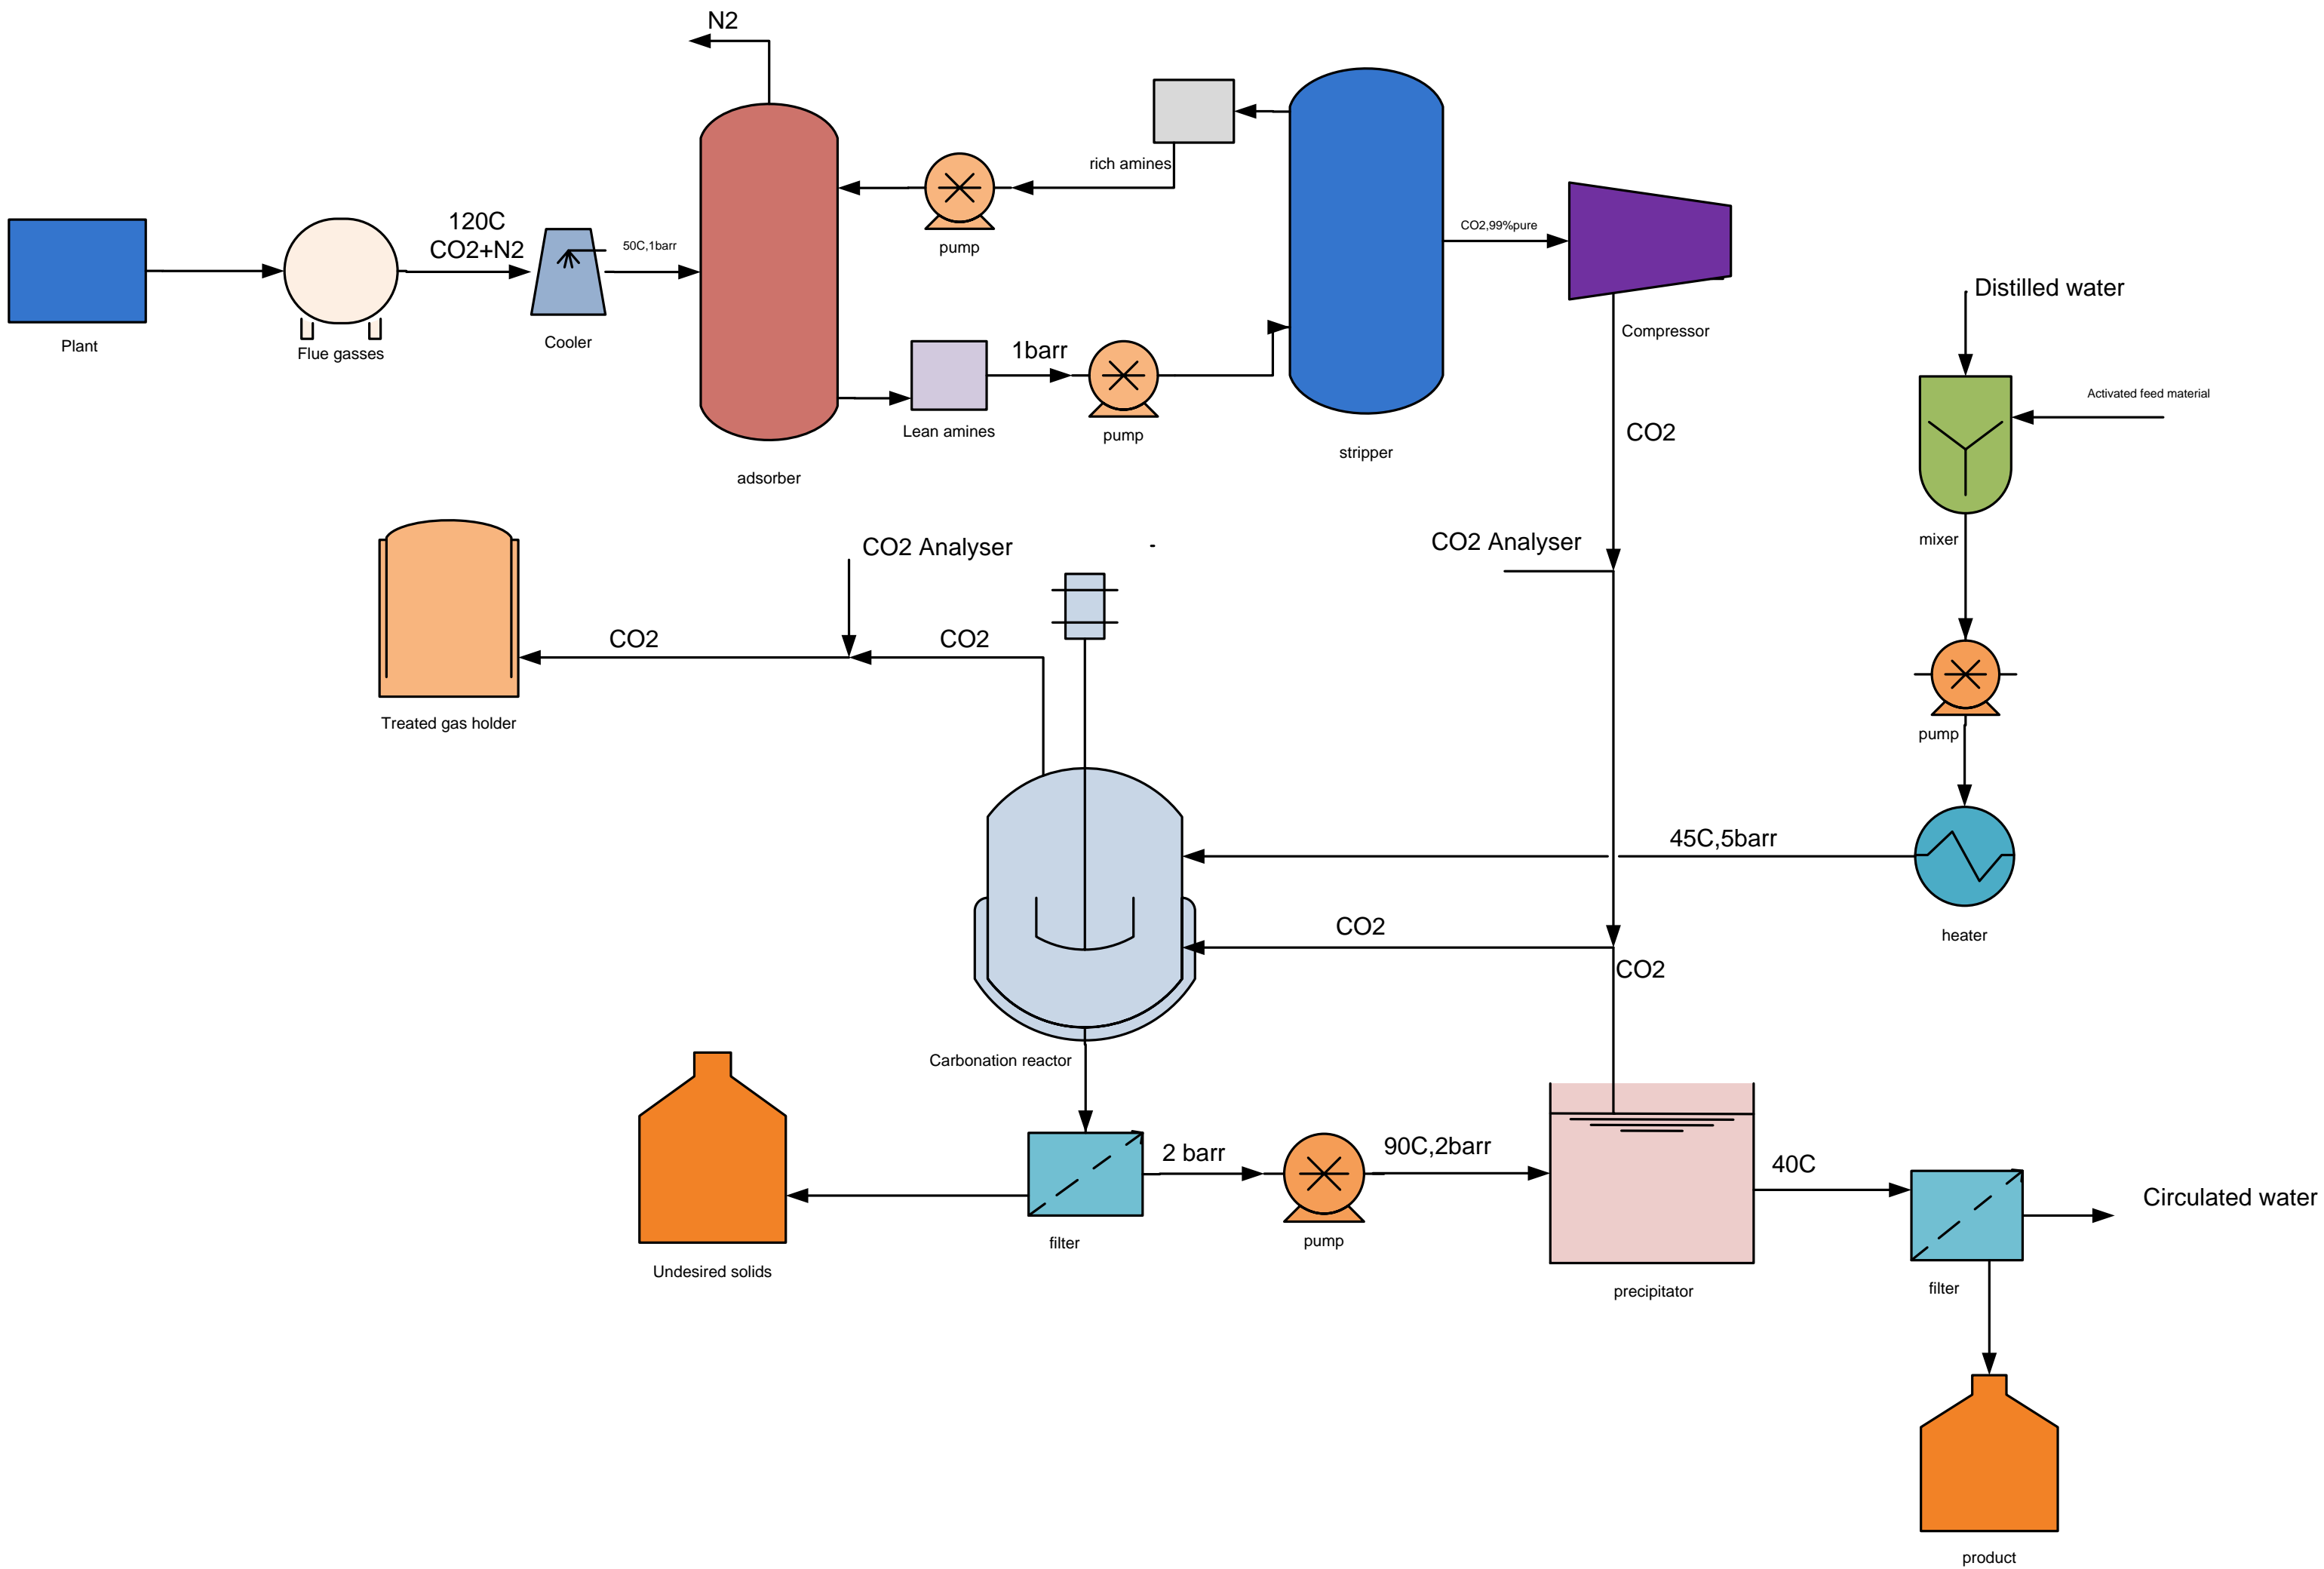 N2
rich amines
pump
120C
CO2+N2
50C,1barr
CO2,99%pure
Plant
Flue gasses
Cooler
Compressor
Distilled water
1barr
Activated feed material
Lean amines
pump
CO2
stripper
adsorber
CO2 Analyser
-
CO2 Analyser
mixer
CO2
CO2
Treated gas holder
pump
45C,5barr
CO2
heater
CO2
Carbonation reactor
2 barr
90C,2barr
40C
Circulated water
filter
pump
Undesired solids
precipitator
filter
product